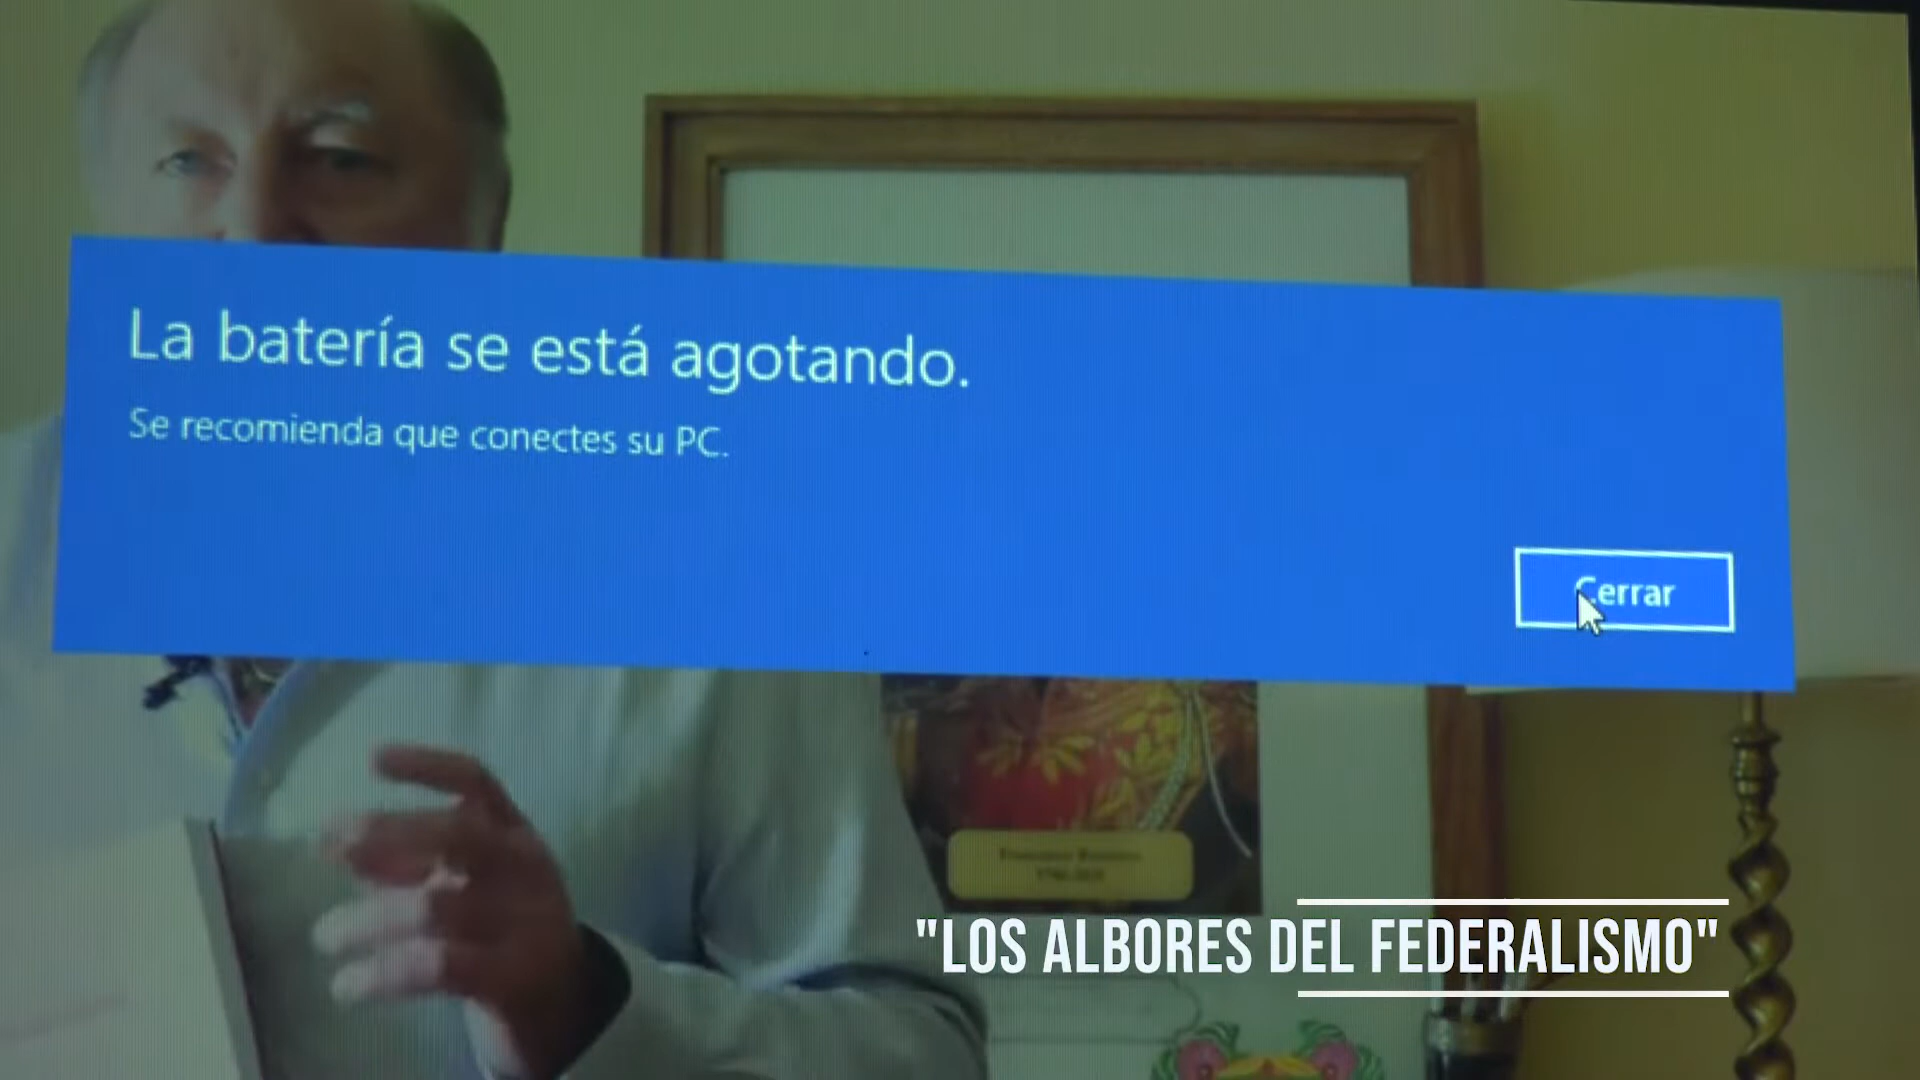 La batería se está agotando.
Se recomienda que conectes su PC.
Cerrar
"LOS ALBORES DEL FEDERALISMO"